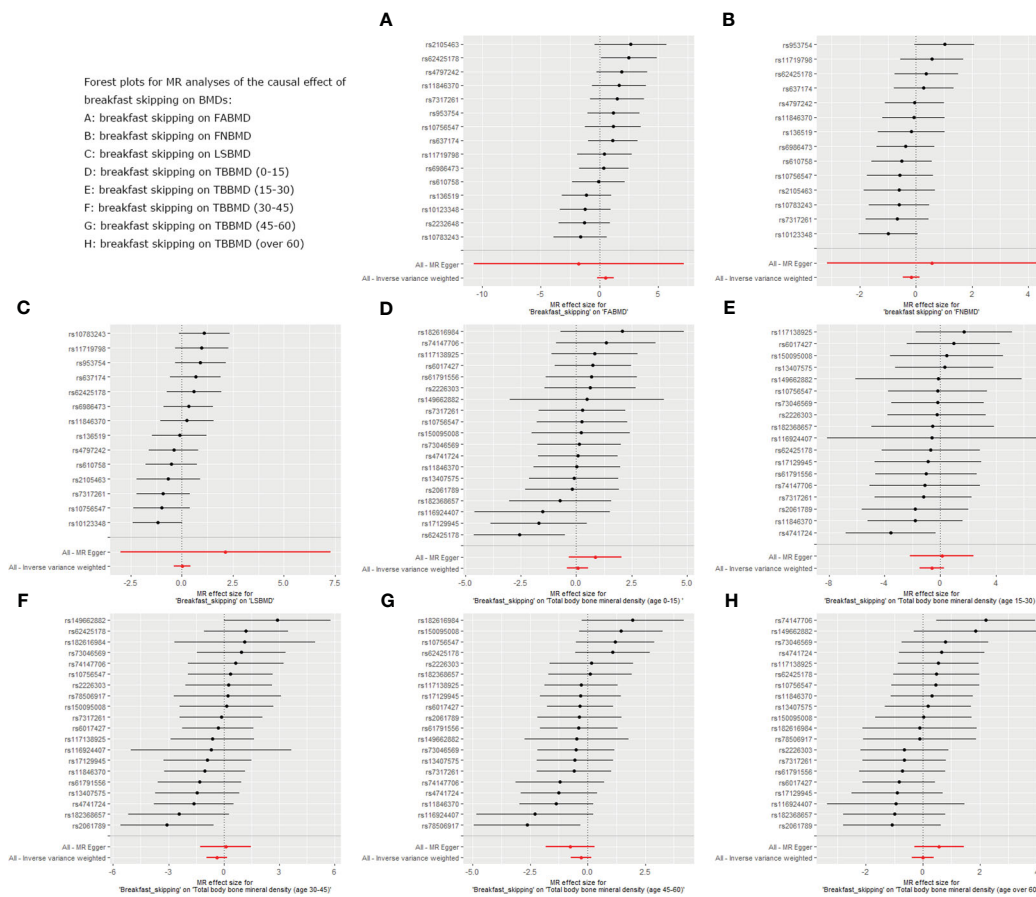 Forest plots for MR analyses of the causal effect of
breakfast skipping on BMDs:
A: breakfast skipping on FABMD
B: breakfast skipping on FNBMD
C: breakfast skipping on LSBMD
D: breakfast skipping on TBBMD (0-15)
E: breakfast skipping on TBBMD (15-30)
F: breakfast skipping on TBBMD (30-45)
G: breakfast skipping on TBBMD (45-60)
H: breakfast skipping on TBBMD (over 60)
A
rs2105463
rs62425178
rs4797242
rs11846370
rs7317261
rs953754
rs10756547
rs637174
rs11719798
rs6986473
rs610758
rs136519
rs10123348
rs2232648
rs10783243
All - MR Egger
All - Inverse variance weighted
-10 -5 0 5
MR effect size for
'Breakfast_skipping' on 'FABMD'
B
rs953754
rs11719798
rs62425178
rs637174
rs4797242
rs11846370
rs136519
rs6986473
rs610758
rs10756547
rs2105463
rs10783243
rs7317261
rs10123348
All - MR Egger
All - Inverse variance weighted
-2 0 2 4
MR effect size for
'breakfast skipping' on 'FNBMD'
C
rs10783243
rs11719798
rs953754
rs637174
rs62425178
rs6986473
rs11846370
rs136519
rs4797242
rs610758
rs2105463
rs7317261
rs10756547
rs10123348
All - MR Egger
All - Inverse variance weighted
-2.5 0.0 2.5 5.0 7.5
MR effect size for
'Breakfast_skipping' on 'LSBMD'
D
rs182616984
rs74147706
rs117138925
rs6017427
rs61791556
rs2226303
rs149662882
rs7317261
rs10756547
rs150095008
rs73046569
rs4741724
rs11846370
rs13407575
rs2061789
rs182368657
rs116924407
rs17129945
rs62425178
All - MR Egger
All - Inverse variance weighted
-5.0 -2.5 0.0 2.5 5.0
MR effect size for
'Breakfast_skipping' on 'Total body bone mineral density (age 0-15) '
E
rs117138925
rs6017427
rs150095008
rs13407575
rs149662882
rs10756547
rs73046569
rs2226303
rs182368657
rs116924407
rs62425178
rs17129945
rs61791556
rs74147706
rs7317261
rs2061789
rs11846370
rs4741724
All - MR Egger
All - Inverse variance weighted
-8 -4 0 4
MR effect size for
'Breakfast_skipping' on 'Total body bone mineral density (age 15-30)'
F
rs149662882
rs62425178
rs182616984
rs73046569
rs74147706
rs10756547
rs2226303
rs78506917
rs150095008
rs7317261
rs6017427
rs117138925
rs116924407
rs17129945
rs11846370
rs61791556
rs13407575
rs4741724
rs182368657
rs2061789
All - MR Egger
All - Inverse variance weighted
-6 -3 0 3 6
MR effect size for
'Breakfast_skipping' on 'Total body bone mineral density (age 30-45)'
G
rs182616984
rs150095008
rs10756547
rs62425178
rs2226303
rs182368657
rs117138925
rs17129945
rs6017427
rs2061789
rs61791556
rs149662882
rs73046569
rs13407575
rs7317261
rs74147706
rs4741724
rs11846370
rs116924407
rs78506917
All - MR Egger
All - Inverse variance weighted
-5.0 -2.5 0.0 2.5
MR effect size for
'Breakfast_skipping' on 'Total body bone mineral density (age 45-60)'
H
rs74147706
rs149662882
rs73046569
rs4741724
rs117138925
rs62425178
rs10756547
rs11846370
rs13407575
rs150095008
rs182616984
rs78506917
rs2226303
rs7317261
rs61791556
rs6017427
rs17129945
rs116924407
rs182368657
rs2061789
All - MR Egger
All - Inverse variance weighted
-4 -2 0 2 4
MR effect size for
'Breakfast_skipping' on 'Total body bone mineral density (age over 60